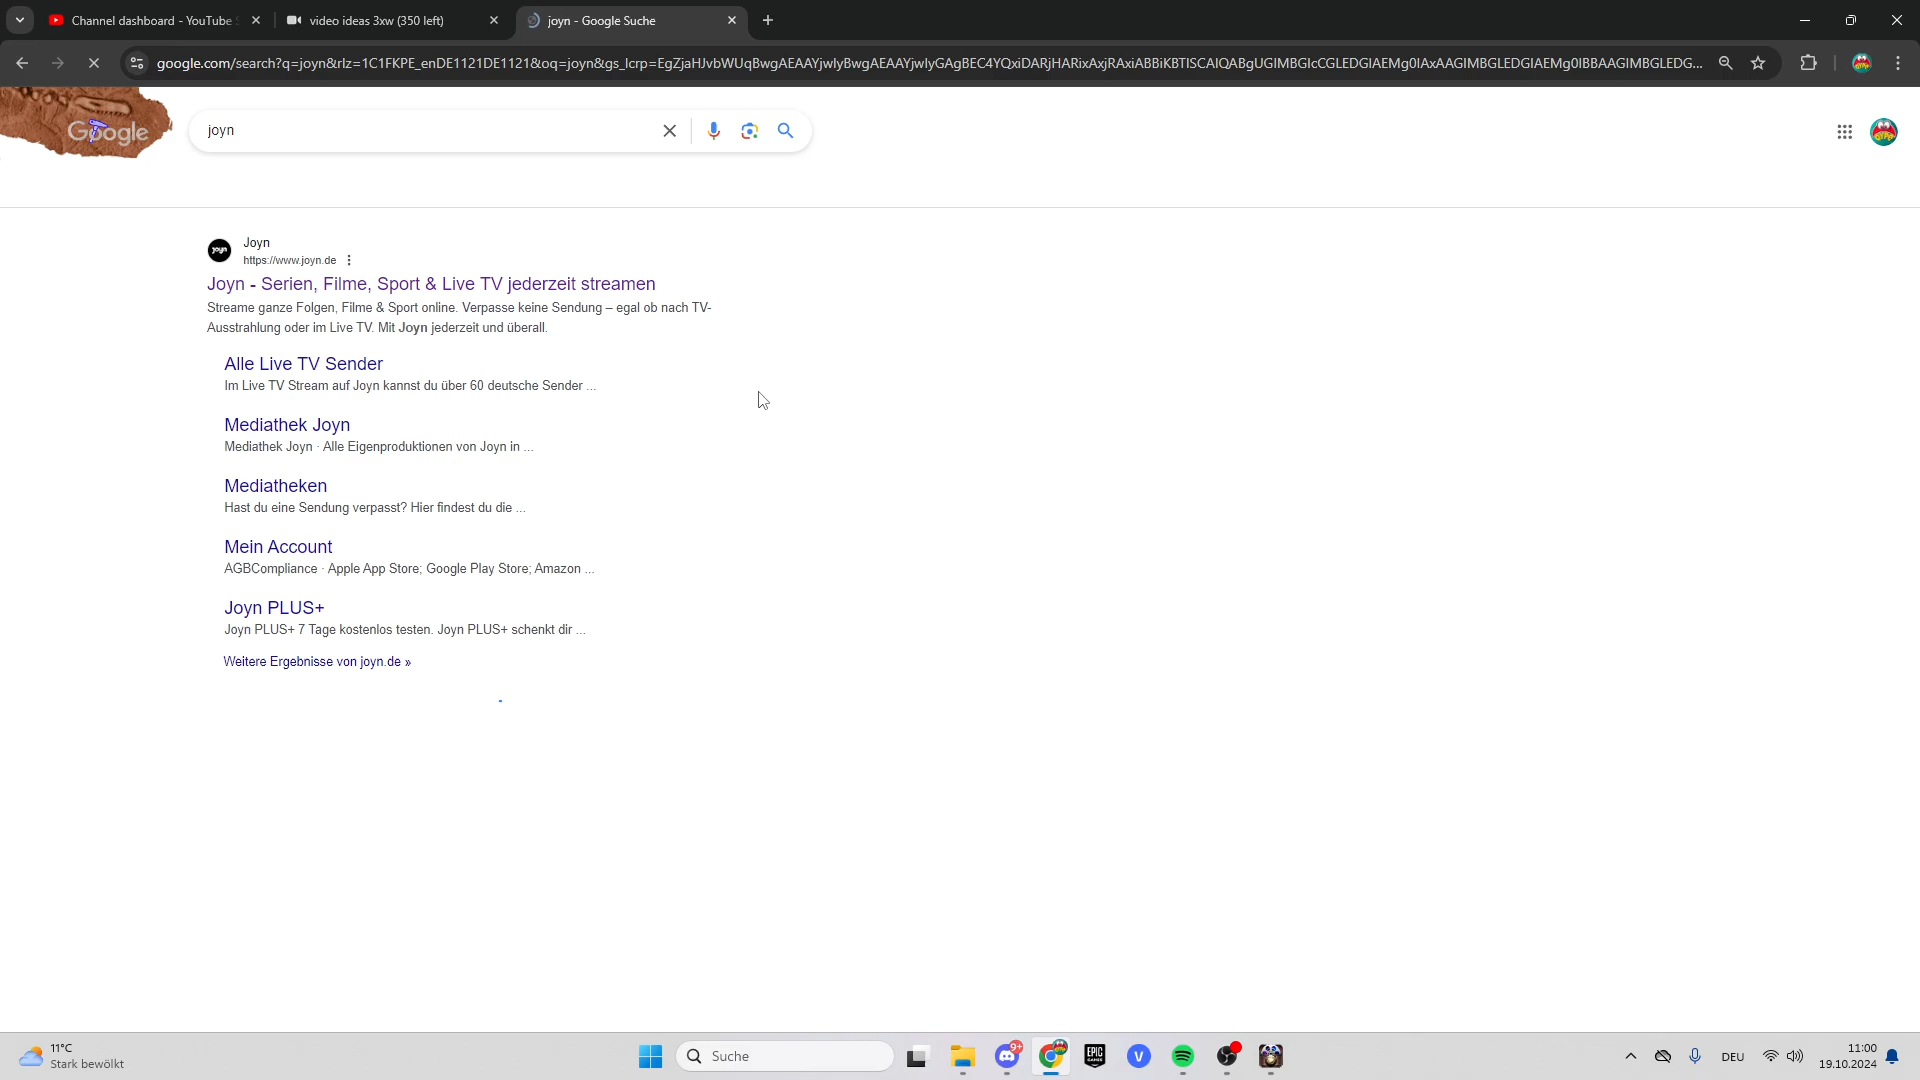 Channel dashboard - YouTube
video ideas 3xw (350 left)
joyn - Google Suche
google.com/search?q=joyn&rlz=1C1FKPE_enDE1121DE1121&oq=joyn&gs_lcrp=
Google
joyn
joyn
Joyn
https://www.joyn.de
Joyn - Serien, Filme, Sport & Live TV jederzeit streamen
Streame ganze Folgen, Filme & Sport online. Verpasse keine Sendung – egal ob nach TV-
Ausstrahlung oder im Live TV. Mit Joyn jederzeit und überall.
Alle Live TV Sender
Im Live TV Stream auf Joyn kannst du über 60 deutsche Sender ...
Mediathek Joyn
Mediathek Joyn · Alle Eigenproduktionen von Joyn in ...
Mediatheken
Hast du eine Sendung verpasst? Hier findest du die ...
Mein Account
AGBCompliance · Apple App Store; Google Play Store; Amazon ...
Joyn PLUS+
Joyn PLUS+ 7 Tage kostenlos testen. Joyn PLUS+ schenkt dir ...
Weitere Ergebnisse von joyn.de »
11°C
Stark bewölkt
Suche
9+
EPIC
GAMES
V
DEU
11:00
19.10.2024